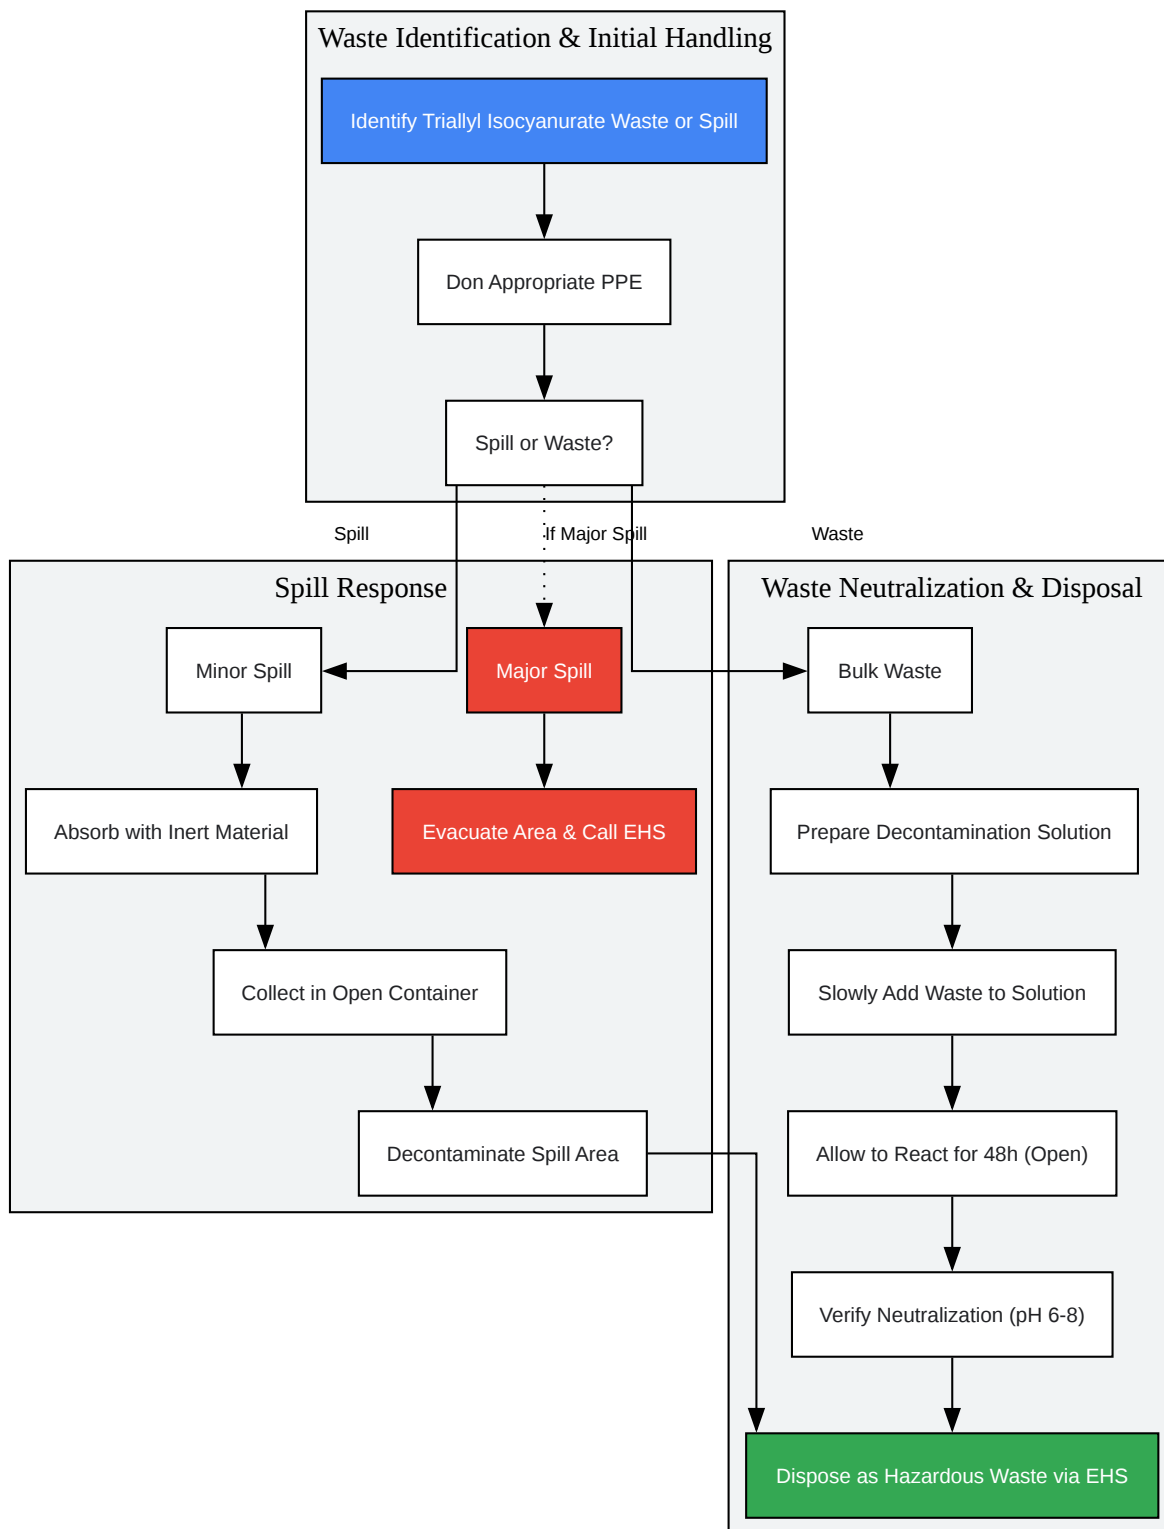 Waste Identification & Initial Handling
Identify Triallyl Isocyanurate Waste or Spill
Don Appropriate PPE
Spill or Waste?
Spill
If Major Spill
Waste
Spill Response
Minor Spill
Major Spill
Absorb with Inert Material
Evacuate Area & Call EHS
Collect in Open Container
Decontaminate Spill Area
Waste Neutralization & Disposal
Bulk Waste
Prepare Decontamination Solution
Slowly Add Waste to Solution
Allow to React for 48h (Open)
Verify Neutralization (pH 6-8)
Dispose as Hazardous Waste via EHS